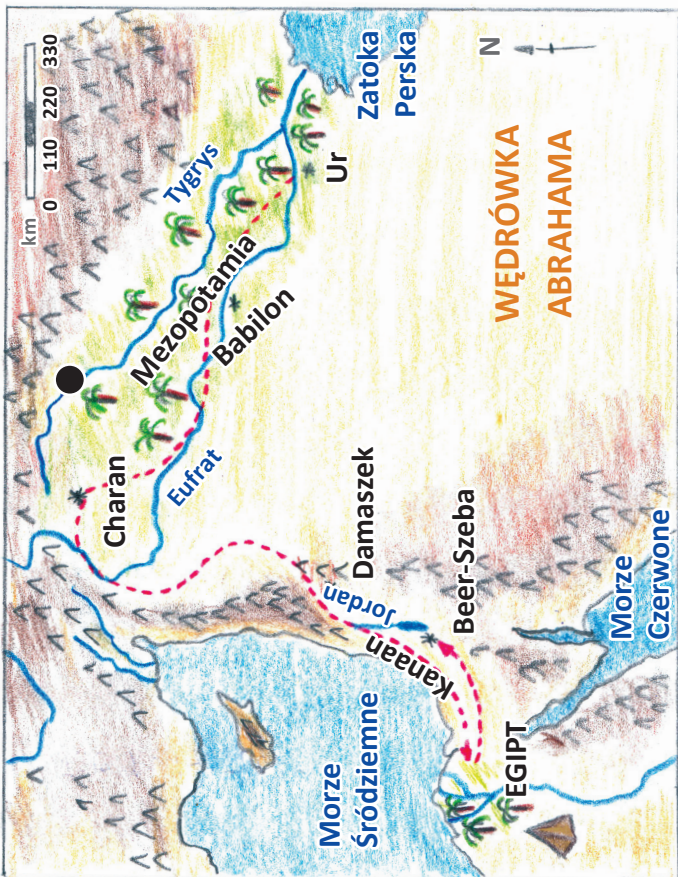 km
0 110 220 330
N
WĘDRÓWKA
ABRAHAMA
Zatoka
Perska
Tygrys
Ur
Mezopotamia
Babilon
Charan
Eufrat
Damaszek
Jordan
Beer-Szeba
Kanaan
Morze
Czerwone
Morze
Śródziemne
EGIPT